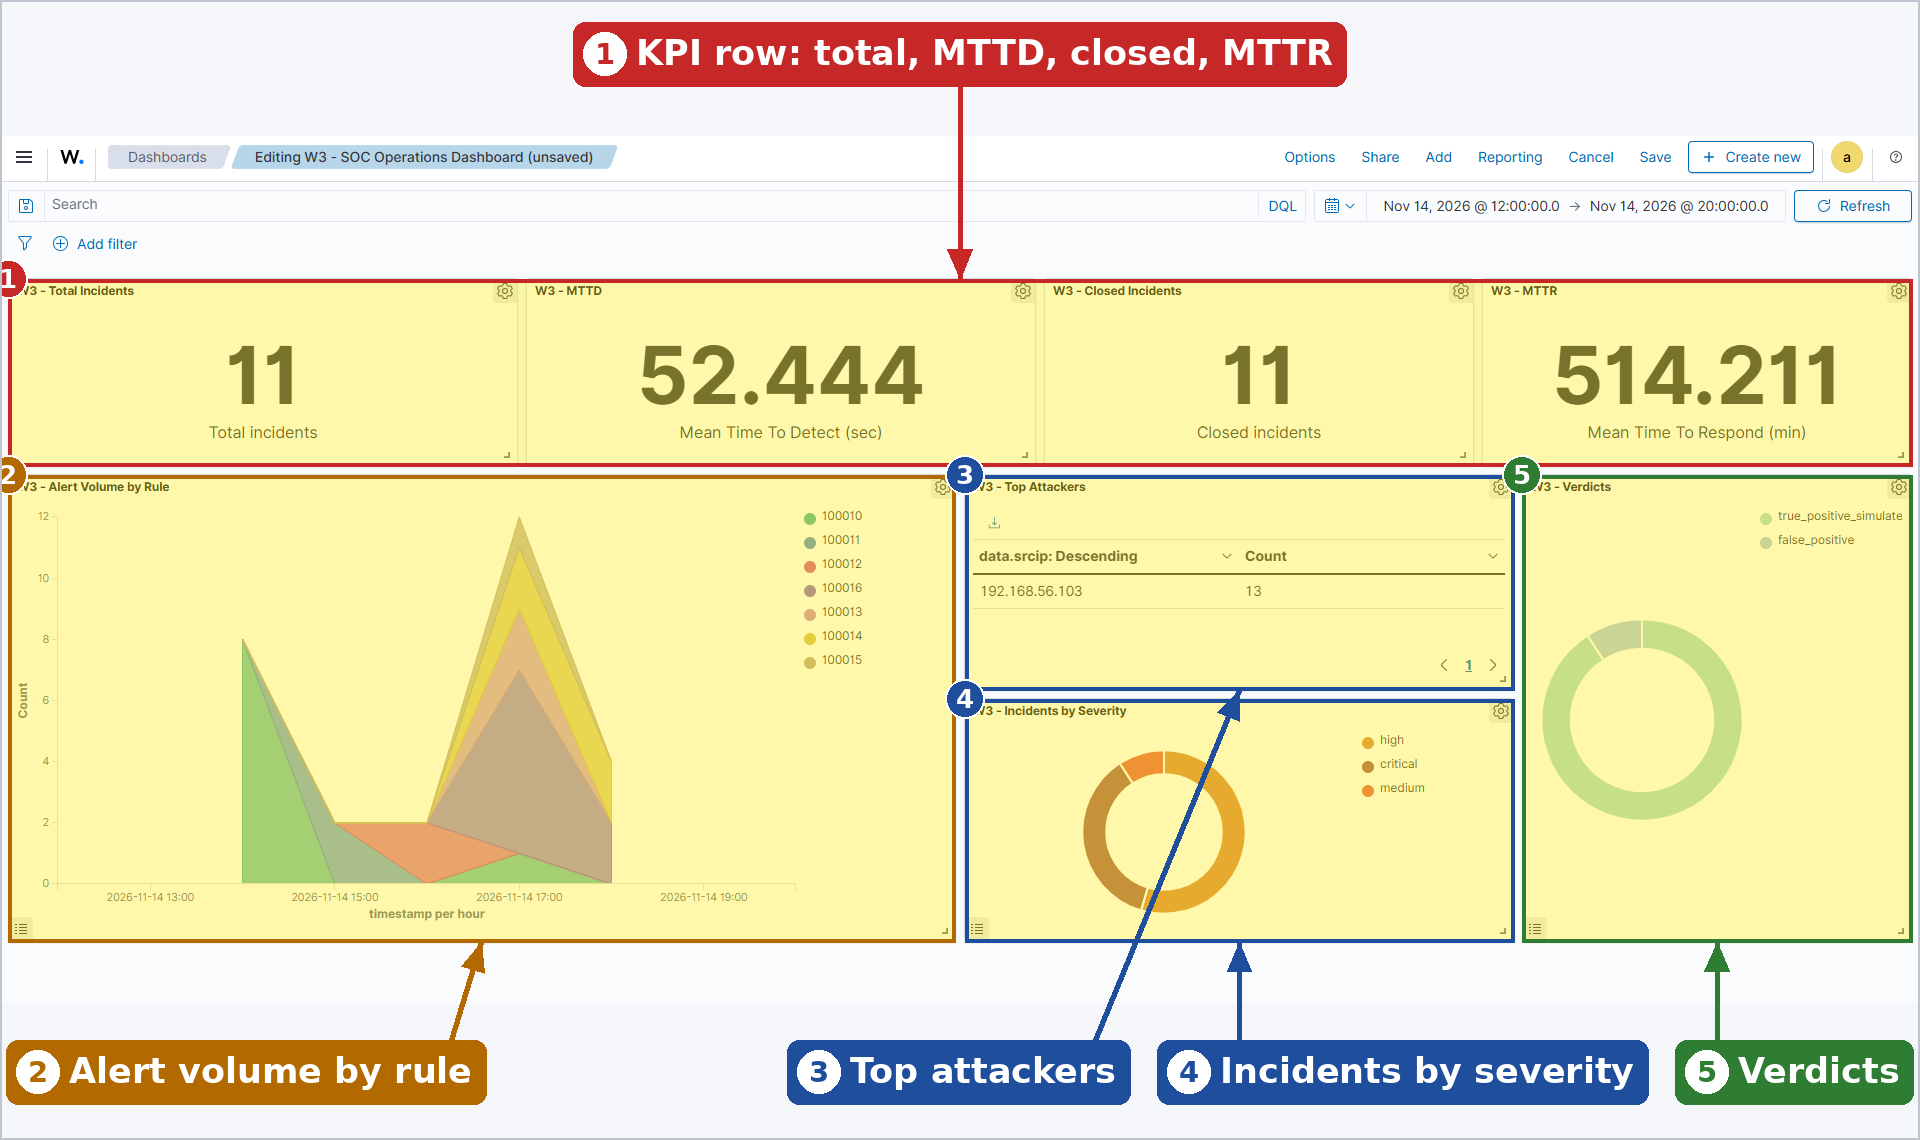 1 KPI row: total, MTTD, closed, MTTR
W. Dashboards Editing W3 - SOC Operations Dashboard (unsaved) Options Share Add Reporting Cancel Save + Create new a
Search DQL Nov 14, 2026 @ 12:00:00.0 → Nov 14, 2026 @ 20:00:00.0 Refresh
Add filter
1
W3 - Total Incidents
11
Total incidents
W3 - MTTD
52.444
Mean Time To Detect (sec)
W3 - Closed Incidents
11
Closed incidents
W3 - MTTR
514.211
Mean Time To Respond (min)
2
W3 - Alert Volume by Rule
Count
12
10
8
6
4
2
0
2026-11-14 13:00 2026-11-14 15:00 2026-11-14 17:00 2026-11-14 19:00
timestamp per hour
100010
100011
100012
100016
100013
100014
100015
3
W3 - Top Attackers
data.srcip: Descending Count
192.168.56.103 13
1
4
W3 - Incidents by Severity
high
critical
medium
5
W3 - Verdicts
true_positive_simulate
false_positive
2 Alert volume by rule
3 Top attackers
4 Incidents by severity
5 Verdicts